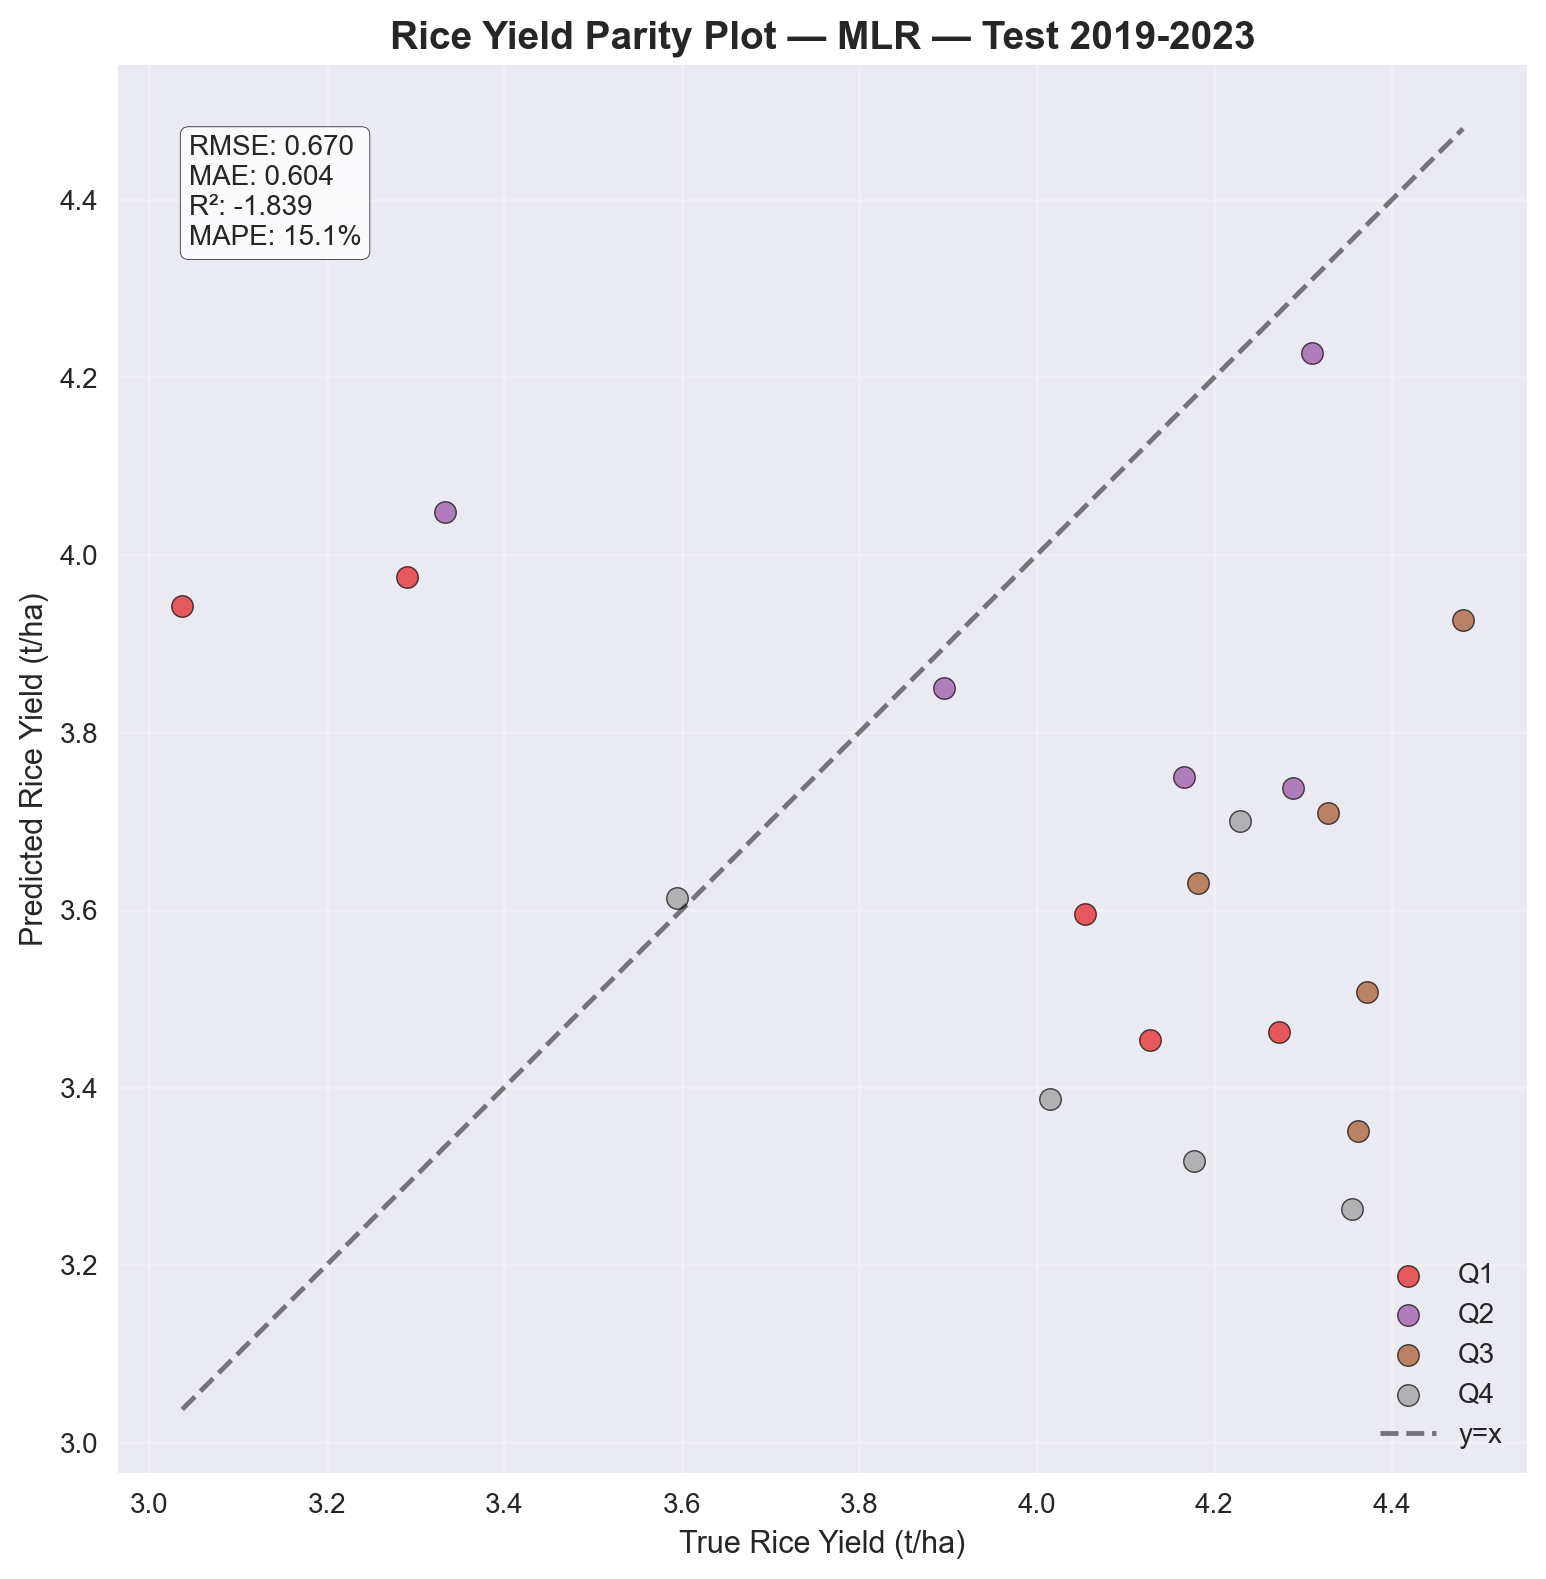 Rice Yield Parity Plot — MLR — Test 2019-2023
RMSE: 0.670
MAE: 0.604
R²: -1.839
MAPE: 15.1%
Predicted Rice Yield (t/ha)
4.4
4.2
4.0
3.8
3.6
3.4
3.2
3.0
Q1
Q2
Q3
Q4
y=x
3.0 3.2 3.4 3.6 3.8 4.0 4.2 4.4
True Rice Yield (t/ha)